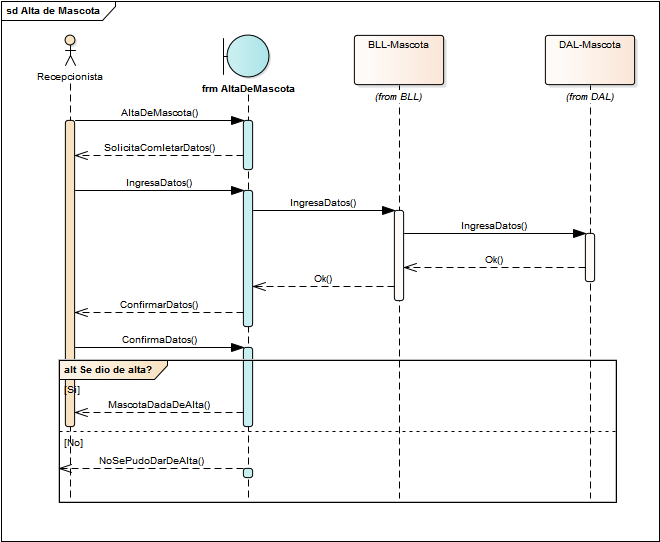 sd Alta de Mascota
BLL-Mascota
DAL-Mascota
Recepcionista
frm AltaDeMascota
(from BLL)
(from DAL)
AltaDeMascota()
SolicitaComletarDatos()
IngresaDatos()
IngresaDatos()
IngresaDatos()
Ok()
Ok()
ConfirmarDatos()
ConfirmaDatos()
alt Se dio de alta?
[Si]
MascotaDadaDeAlta()
[No]
NoSePudoDarDeAlta()